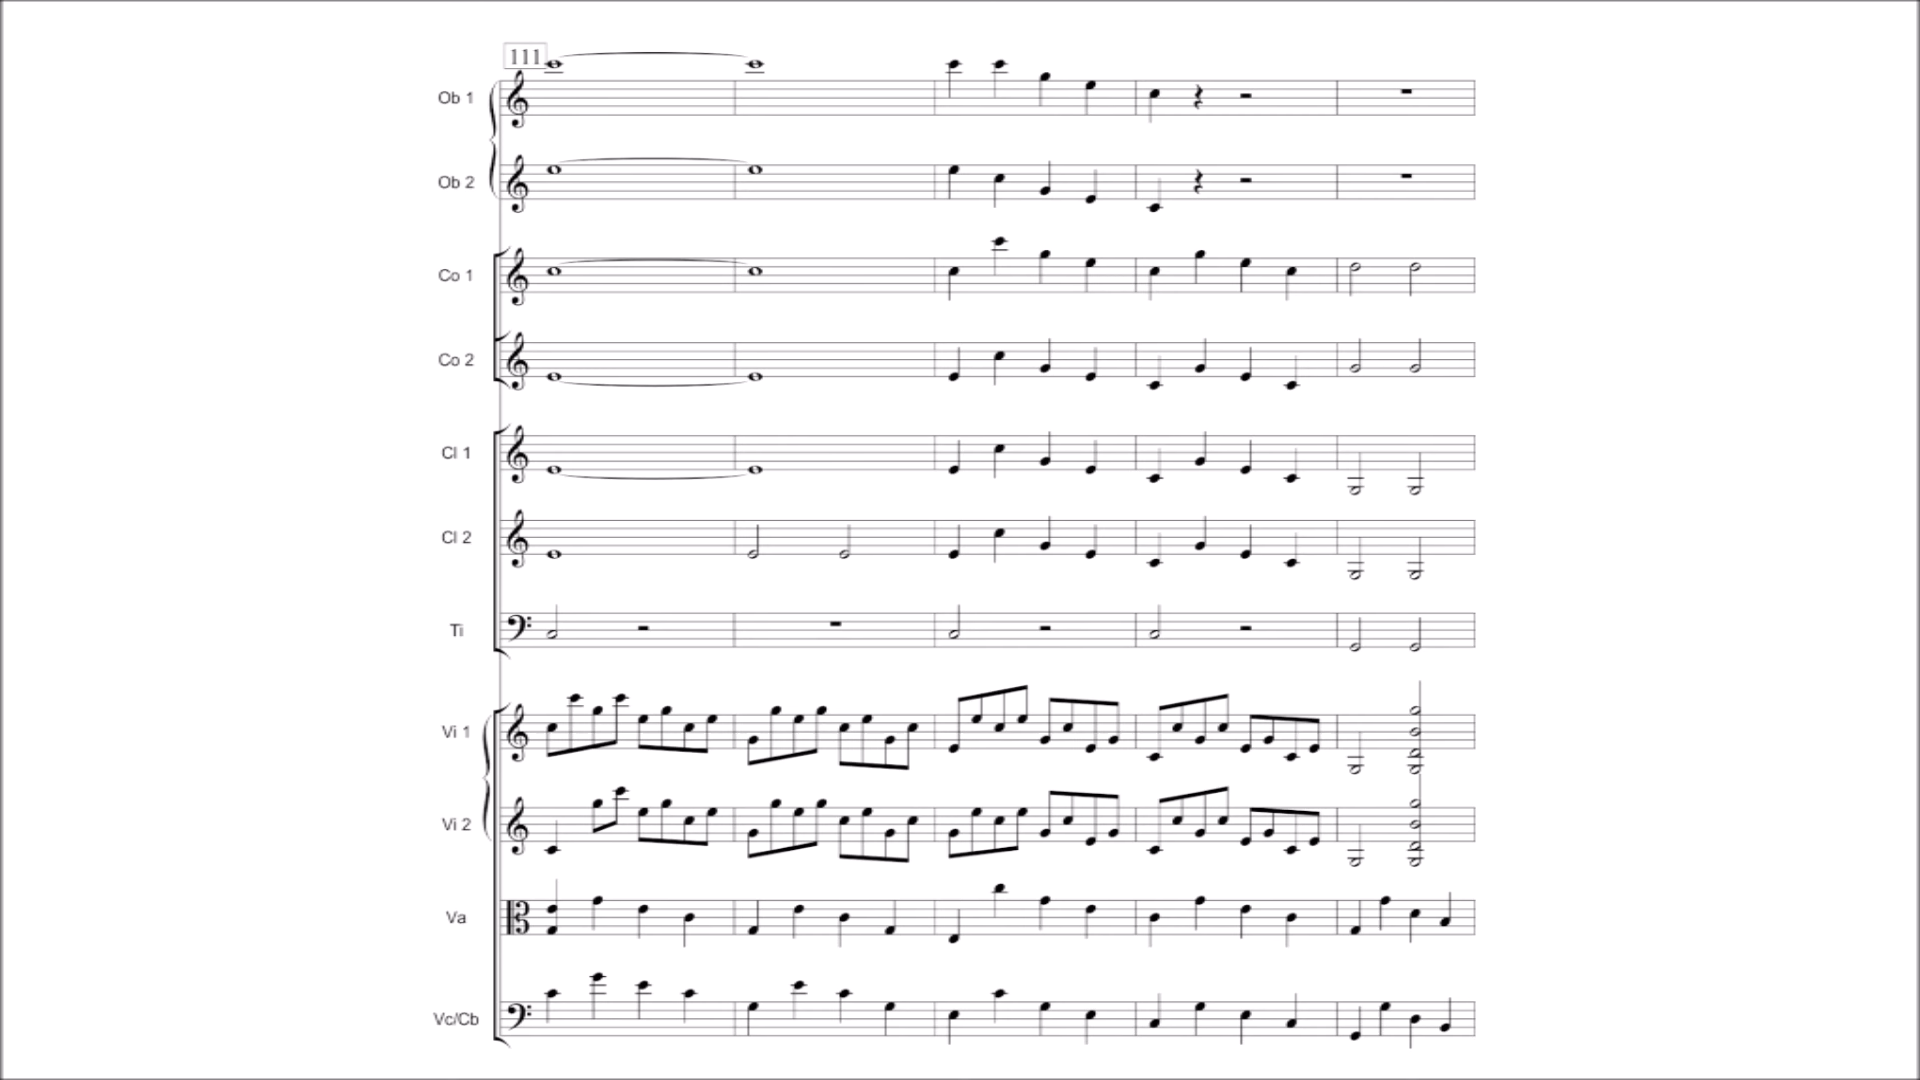 111
Ob 1
Ob 2
Co 1
Co 2
Cl 1
Cl 2
Ti
Vi 1
Vi 2
Va
Vc/Cb